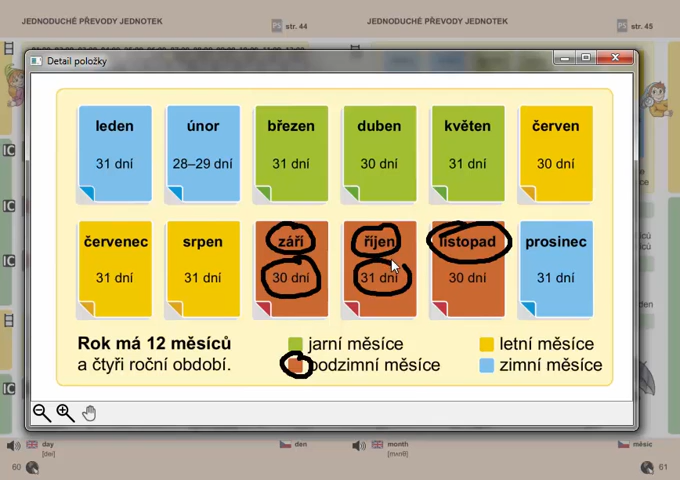 JEDNODUCHÉ PŘEVODY JEDNOTEK
str. 44
JEDNODUCHÉ PŘEVODY JEDNOTEK
str. 45
Detail položky
leden
31 dní
únor
28–29 dní
březen
31 dní
duben
30 dní
květen
31 dní
červen
30 dní
červenec
31 dní
srpen
31 dní
září
30 dní
říjen
31 dní
listopad
30 dní
prosinec
31 dní
Rok má 12 měsíců
a čtyři roční období.
jarní měsíce
podzimní měsíce
letní měsíce
zimní měsíce
day
den
month
měsíc
60
61